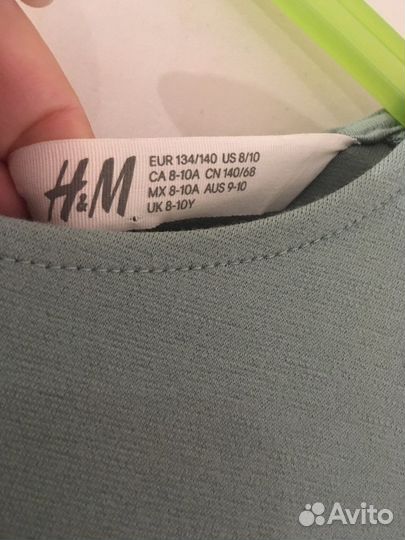 H&M
EUR 134/140 US 8/10
CA 8-10A CN 140/68
MX 8-10A AUS 9-10
UK 8-10Y
Avito